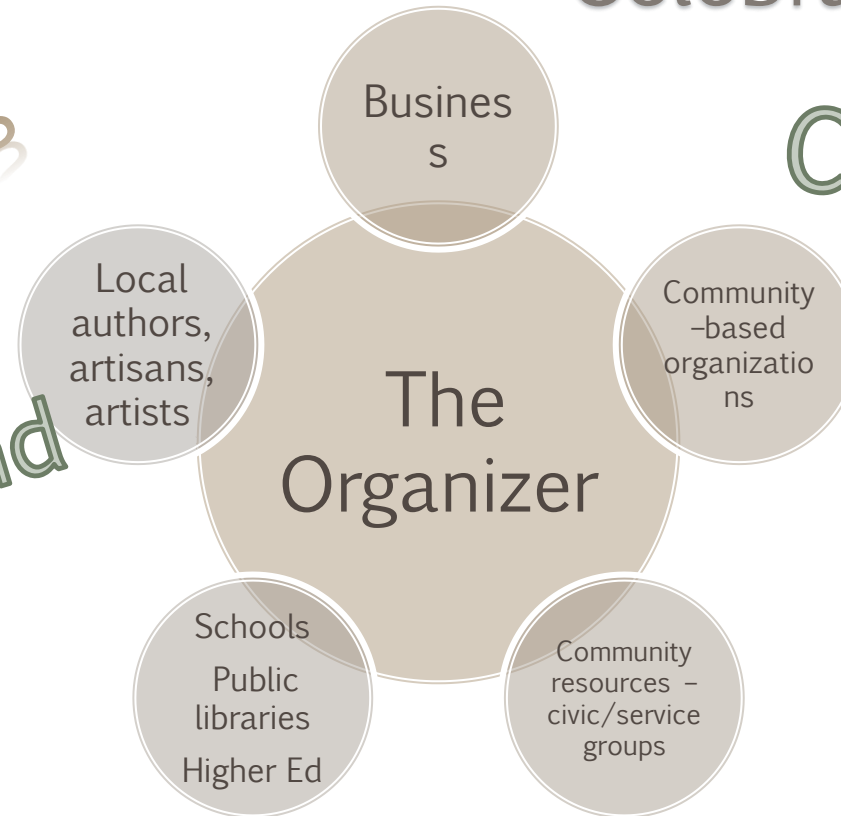 Busines
s
Local
authors,
artisans,
artists
Community
–based
organizatio
ns
The
Organizer
Schools
Public
libraries
Higher Ed
Community
resources –
civic/service
groups